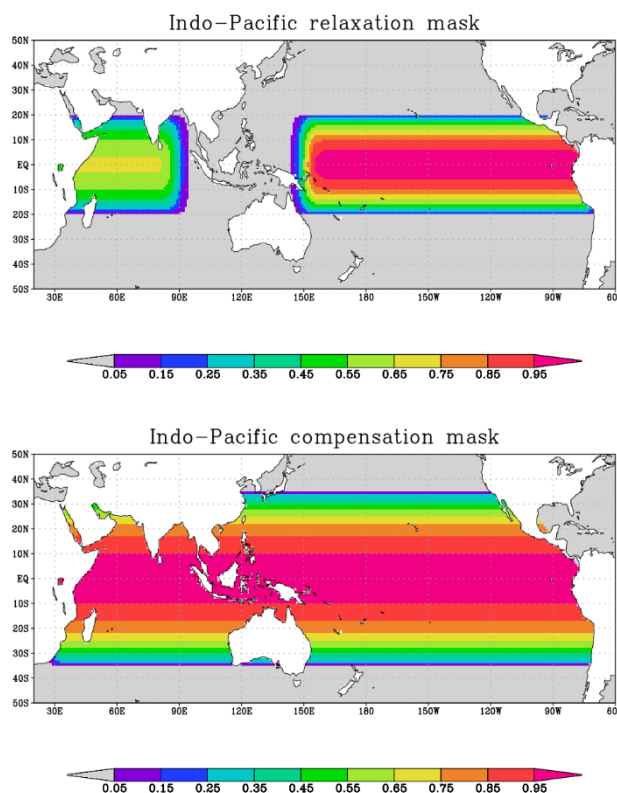 Indo-Pacific relaxation mask
50N
40N
30N
20N
10N
EQ
10S
20S
30S
40S
50S
30E 60E 90E 120E 150E 180 150W 120W 90W 60
0.05 0.15 0.25 0.35 0.45 0.55 0.65 0.75 0.85 0.95
Indo-Pacific compensation mask
50N
40N
30N
20N
10N
EQ
10S
20S
30S
40S
50S
30E 60E 90E 120E 150E 180 150W 120W 90W 60
0.05 0.15 0.25 0.35 0.45 0.55 0.65 0.75 0.85 0.95